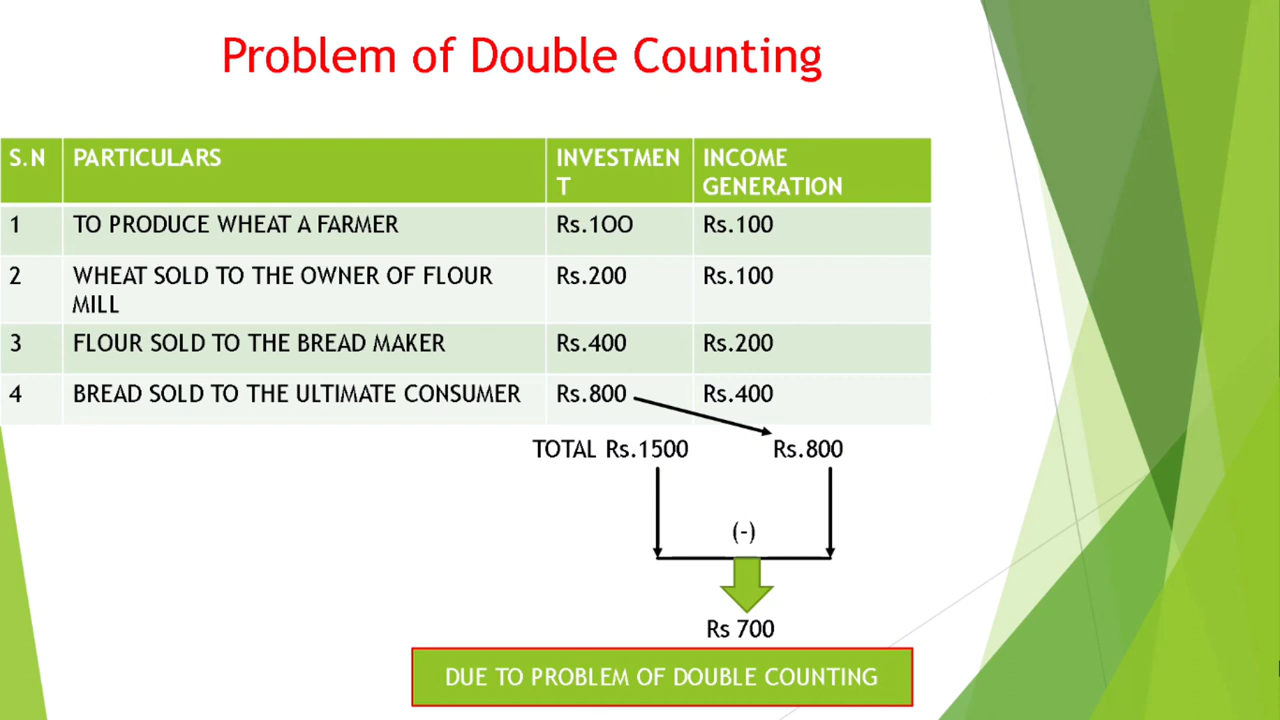 Problem of Double Counting
S.N PARTICULARS INVESTMEN
T INCOME
GENERATION
1 TO PRODUCE WHEAT A FARMER Rs.1OO Rs.100
2 WHEAT SOLD TO THE OWNER OF FLOUR
MILL Rs.200 Rs.100
3 FLOUR SOLD TO THE BREAD MAKER Rs.400 Rs.200
4 BREAD SOLD TO THE ULTIMATE CONSUMER Rs.800 Rs.400
TOTAL Rs.1500 Rs.800
(-)
Rs 700
DUE TO PROBLEM OF DOUBLE COUNTING